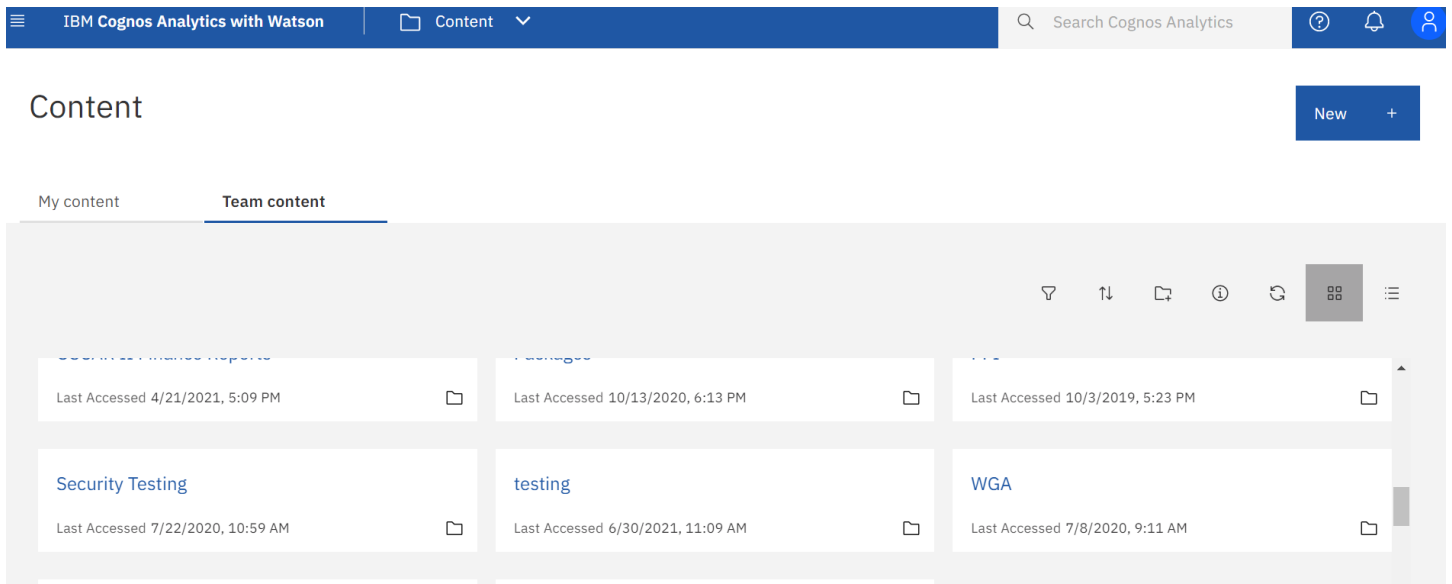 IBM Cognos Analytics with Watson
Content
Search Cognos Analytics
Content
New +
My content
Team content
Finance Reports
Packages
Last Accessed 4/21/2021, 5:09 PM
Last Accessed 10/13/2020, 6:13 PM
Last Accessed 10/3/2019, 5:23 PM
Security Testing
testing
WGA
Last Accessed 7/22/2020, 10:59 AM
Last Accessed 6/30/2021, 11:09 AM
Last Accessed 7/8/2020, 9:11 AM